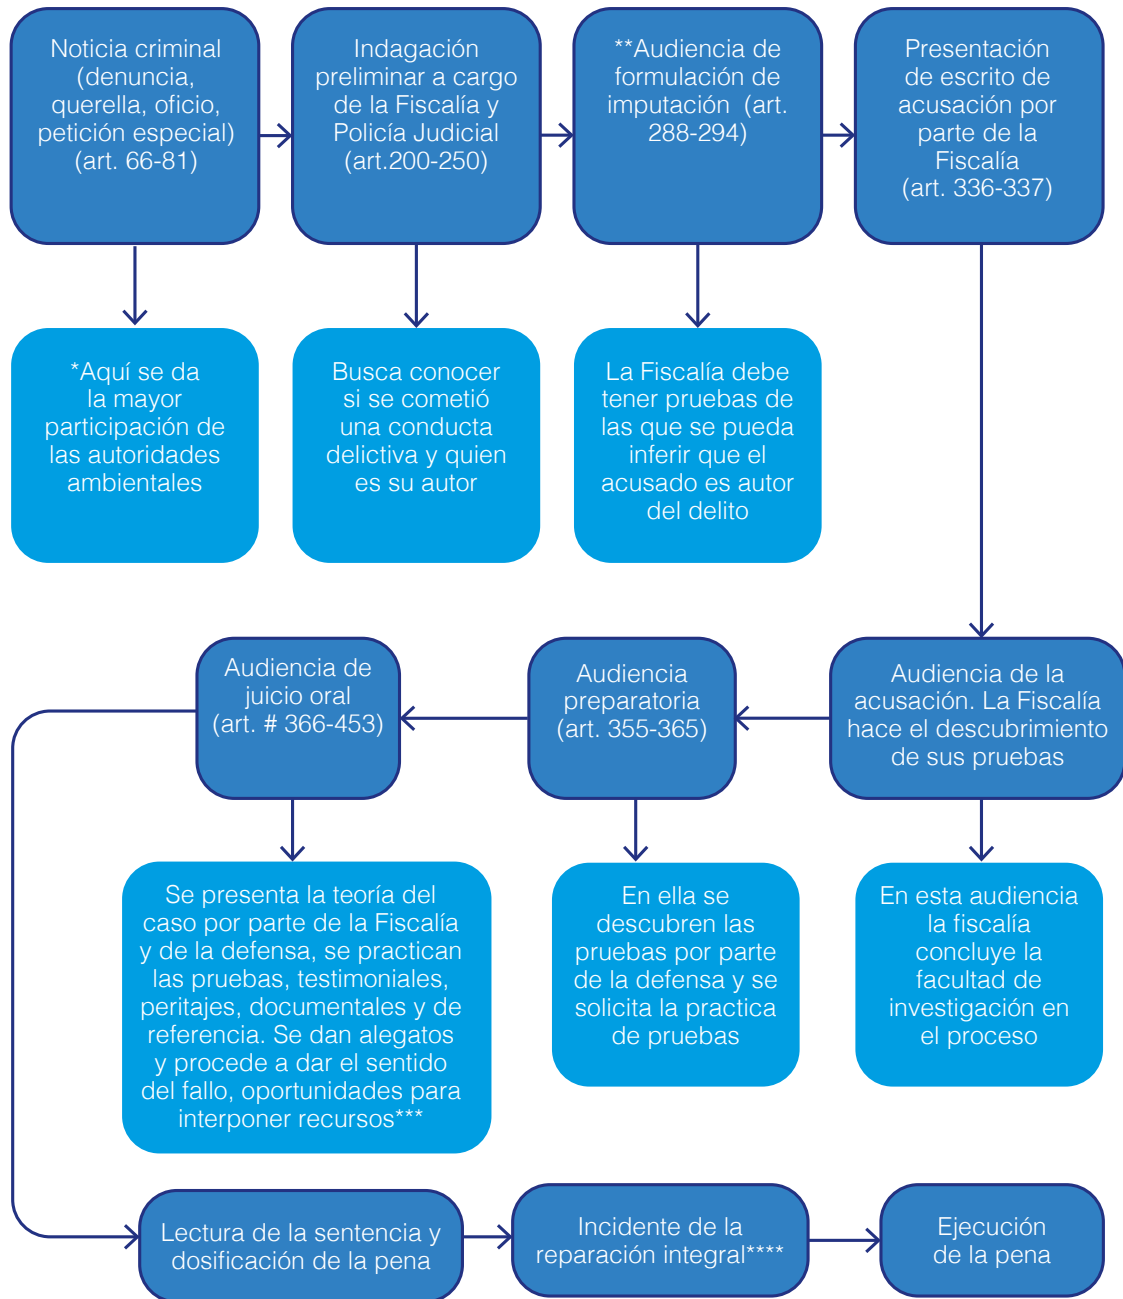 Noticia criminal
(denuncia,
querella, oficio,
petición especial)
(art. 66-81)
Indagación
preliminar a cargo
de la Fiscalía y
Policía Judicial
(art.200-250)
**Audiencia de
formulación de
imputación (art.
288-294)
Presentación
de escrito de
acusación por
parte de la
Fiscalía
(art. 336-337)
*Aquí se da
la mayor
participación de
las autoridades
ambientales
Busca conocer
si se cometió
una conducta
delictiva y quien
es su autor
La Fiscalía debe
tener pruebas de
las que se pueda
inferir que el
acusado es autor
del delito
Audiencia de la
acusación. La Fiscalía
hace el descubrimiento
de sus pruebas
Audiencia
preparatoria
(art. 355-365)
Audiencia de
juicio oral
(art. # 366-453)
En esta audiencia
la fiscalía
concluye la
facultad de
investigación en
el proceso
En ella se
descubren las
pruebas por parte
de la defensa y se
solicita la practica
de pruebas
Se presenta la teoría del
caso por parte de la Fiscalía
y de la defensa, se practican
las pruebas, testimoniales,
peritajes, documentales y de
referencia. Se dan alegatos
y procede a dar el sentido
del fallo, oportunidades para
interponer recursos***
Lectura de la sentencia y
dosificación de la pena
Incidente de la
reparación integral****
Ejecución
de la pena